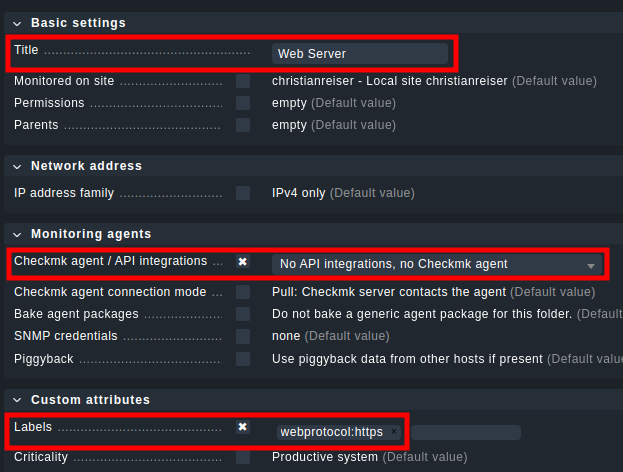 Basic settings
Title
Web Server
Monitored on site
christianreiser - Local site christianreiser (Default value)
Permissions
empty (Default value)
Parents
empty (Default value)
Network address
IP address family
IPv4 only (Default value)
Monitoring agents
Checkmk agent / API integrations
No API integrations, no Checkmk agent
Checkmk agent connection mode
Pull: Checkmk server contacts the agent (Default value)
Bake agent packages
Do not bake a generic agent package for this folder. (Default
SNMP credentials
none (Default value)
Piggyback
Use piggyback data from other hosts if present (Default value
Custom attributes
Labels
webprotocol:https ×
Criticality
Productive system (Default value)